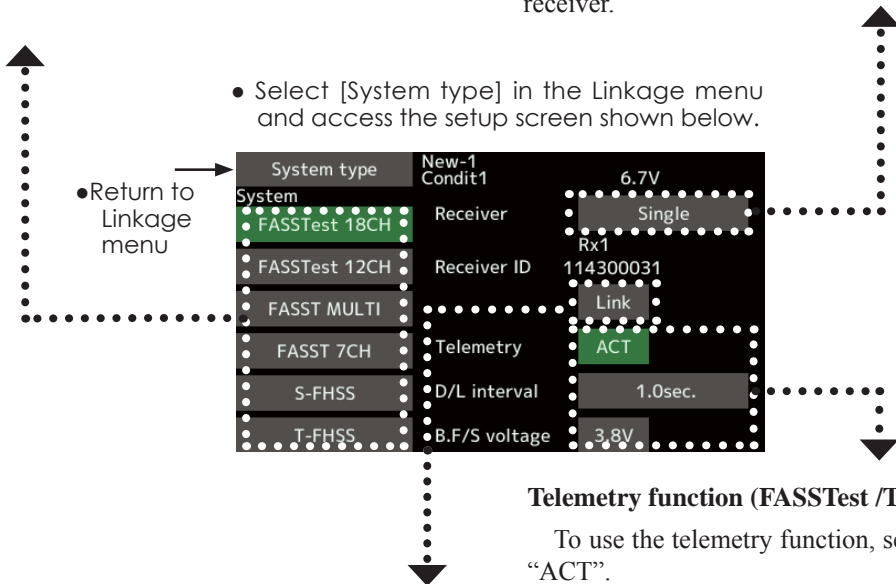 receiver.
● Select [System type] in the Linkage menu
and access the setup screen shown below.
●Return to
Linkage
menu
System type
New-1
Condit1
6.7V
System
FASSTest 18CH
Receiver
Single
Rx1
FASSTest 12CH
Receiver ID
114300031
FASST MULTI
Link
FASST 7CH
Telemetry
ACT
S-FHSS
D/L interval
1.0sec.
T-FHSS
B.F/S voltage
3.8V
Telemetry function (FASSTest /T
To use the telemetry function, s
“ACT”.